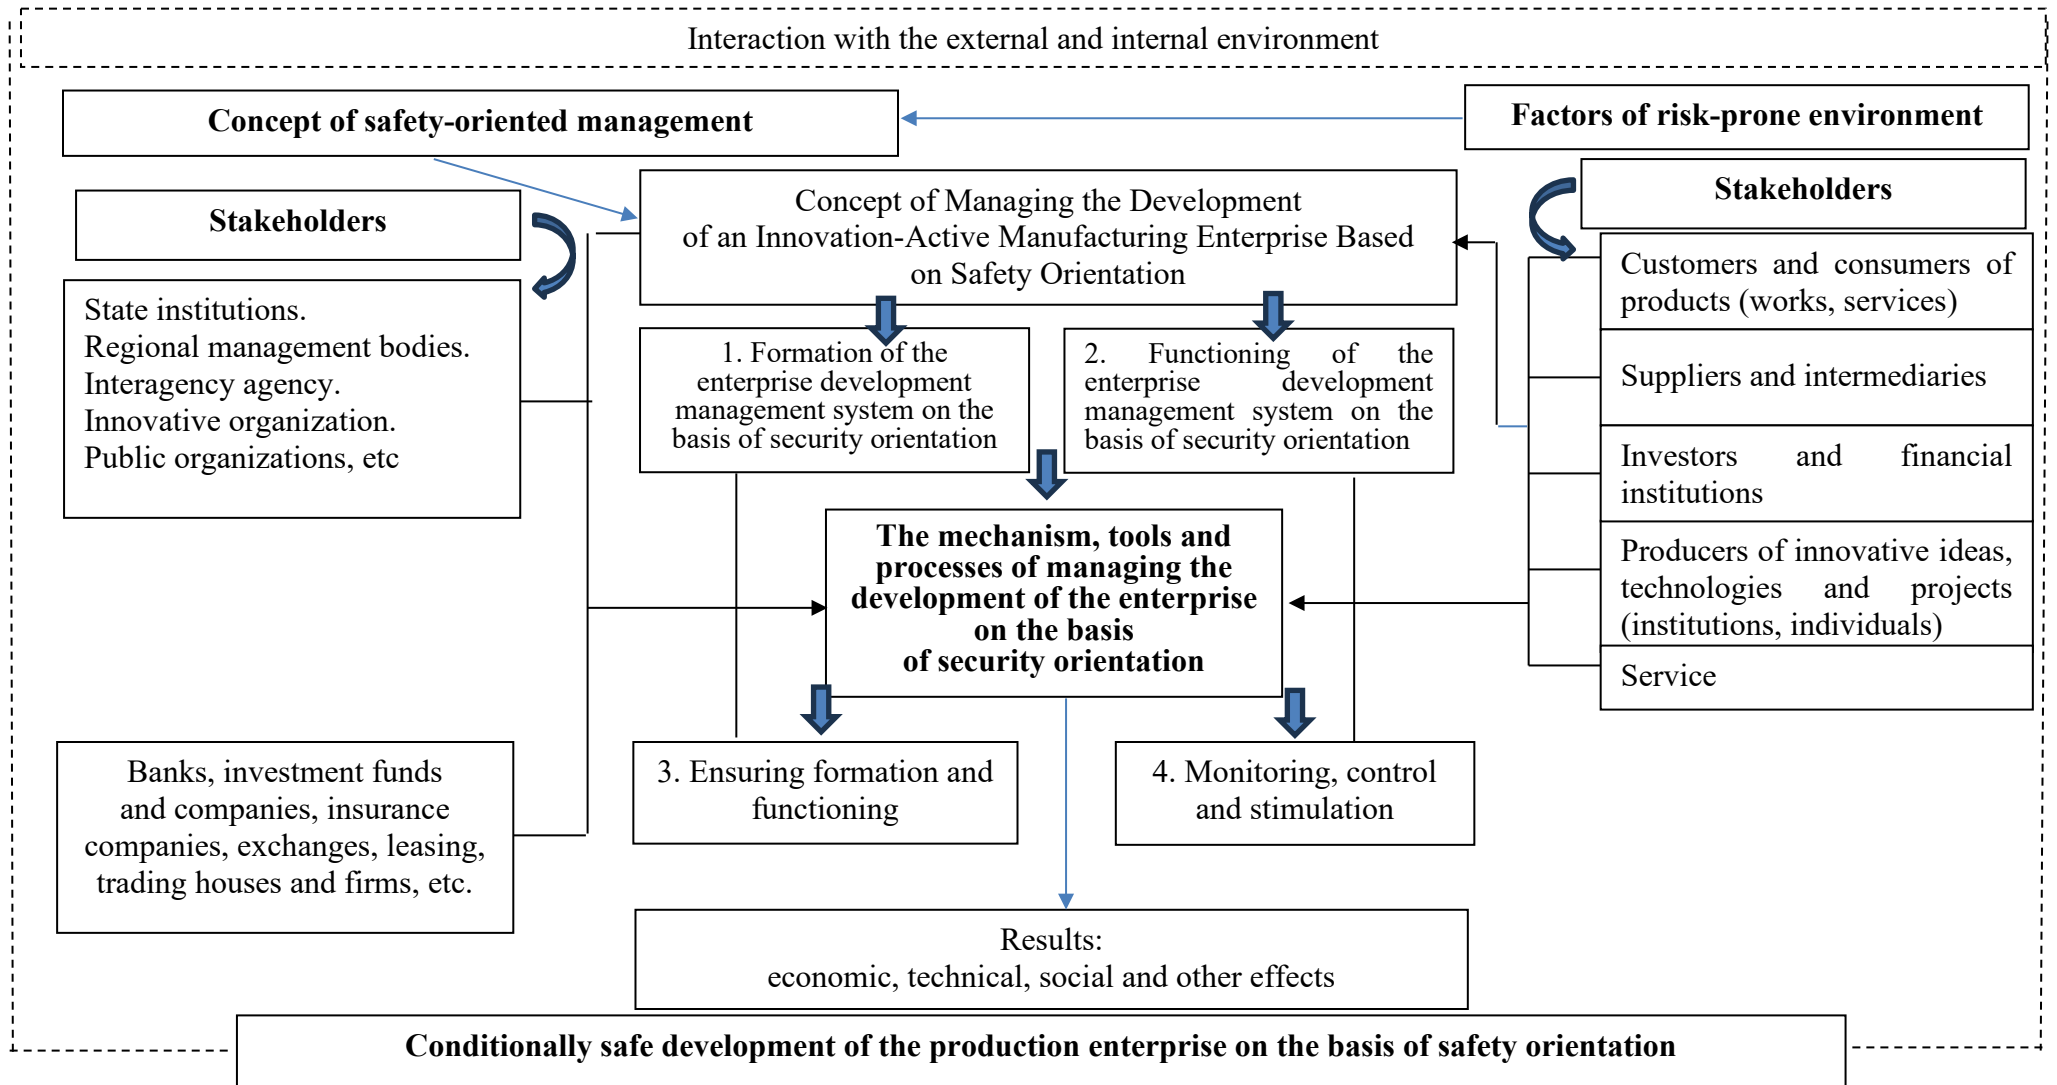 Interaction with the external and internal environment
Concept of safety-oriented management
Factors of risk-prone environment
Stakeholders
State institutions.
Regional management bodies.
Interagency agency.
Innovative organization.
Public organizations, etc
Concept of Managing the Development
of an Innovation-Active Manufacturing Enterprise Based
on Safety Orientation
Stakeholders
Customers and consumers of
products (works, services)
Suppliers and intermediaries
Investors and financial
institutions
Producers of innovative ideas,
technologies and projects
(institutions, individuals)
Service
1. Formation of the
enterprise development
management system on the
basis of security orientation
2. Functioning of the
enterprise development
management system on the
basis of security orientation
The mechanism, tools and
processes of managing the
development of the enterprise
on the basis
of security orientation
Banks, investment funds
and companies, insurance
companies, exchanges, leasing,
trading houses and firms, etc.
3. Ensuring formation and
functioning
4. Monitoring, control
and stimulation
Results:
economic, technical, social and other effects
Conditionally safe development of the production enterprise on the basis of safety orientation